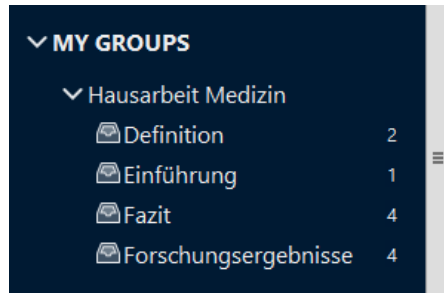 MY GROUPS
Hausarbeit Medizin
Definition 2
Einführung 1
Fazit 4
Forschungsergebnisse 4